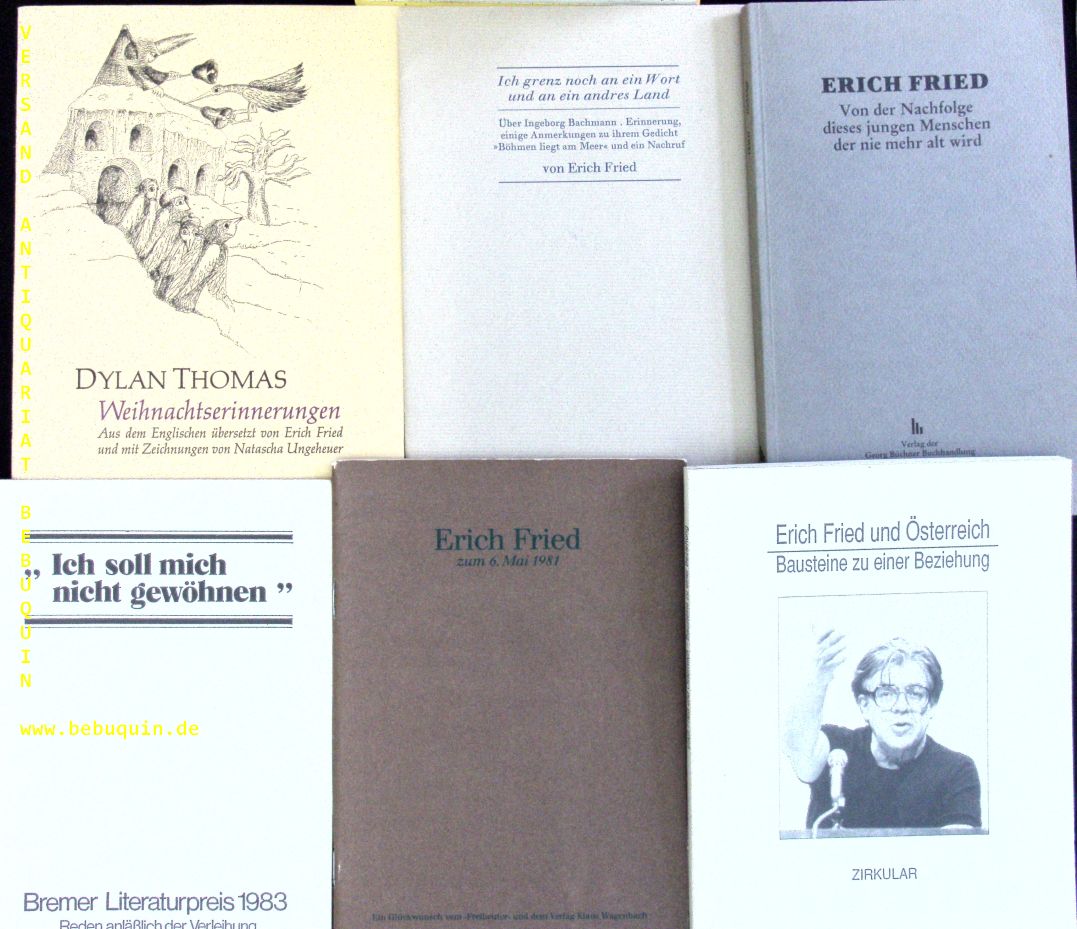 VERSAND ANTIQUARIAT BEBUQUIN
www.bebuquin.de
DYLAN THOMAS
Weihnachtserinnerungen
Aus dem Englischen übersetzt von Erich Fried
und mit Zeichnungen von Natascha Ungeheuer
Ich grenz noch an ein Wort
und an ein andres Land
Über Ingeborg Bachmann . Erinnerung,
einige Anmerkungen zu ihrem Gedicht
»Böhmen liegt am Meer« und ein Nachruf
von Erich Fried
ERICH FRIED
Von der Nachfolge
dieses jungen Menschen
der nie mehr alt wird
Verlag der
Georg Büchner Buchhandlung
„ Ich soll mich
nicht gewöhnen ”
Bremer Literaturpreis 1983
Reden anläßlich der Verleihung
Erich Fried
zum 6. Mai 1981
Ein Glückwunsch vom ›Freibeuter‹ und dem Verlag Klaus Wagenbach
Erich Fried und Österreich
Bausteine zu einer Beziehung
ZIRKULAR